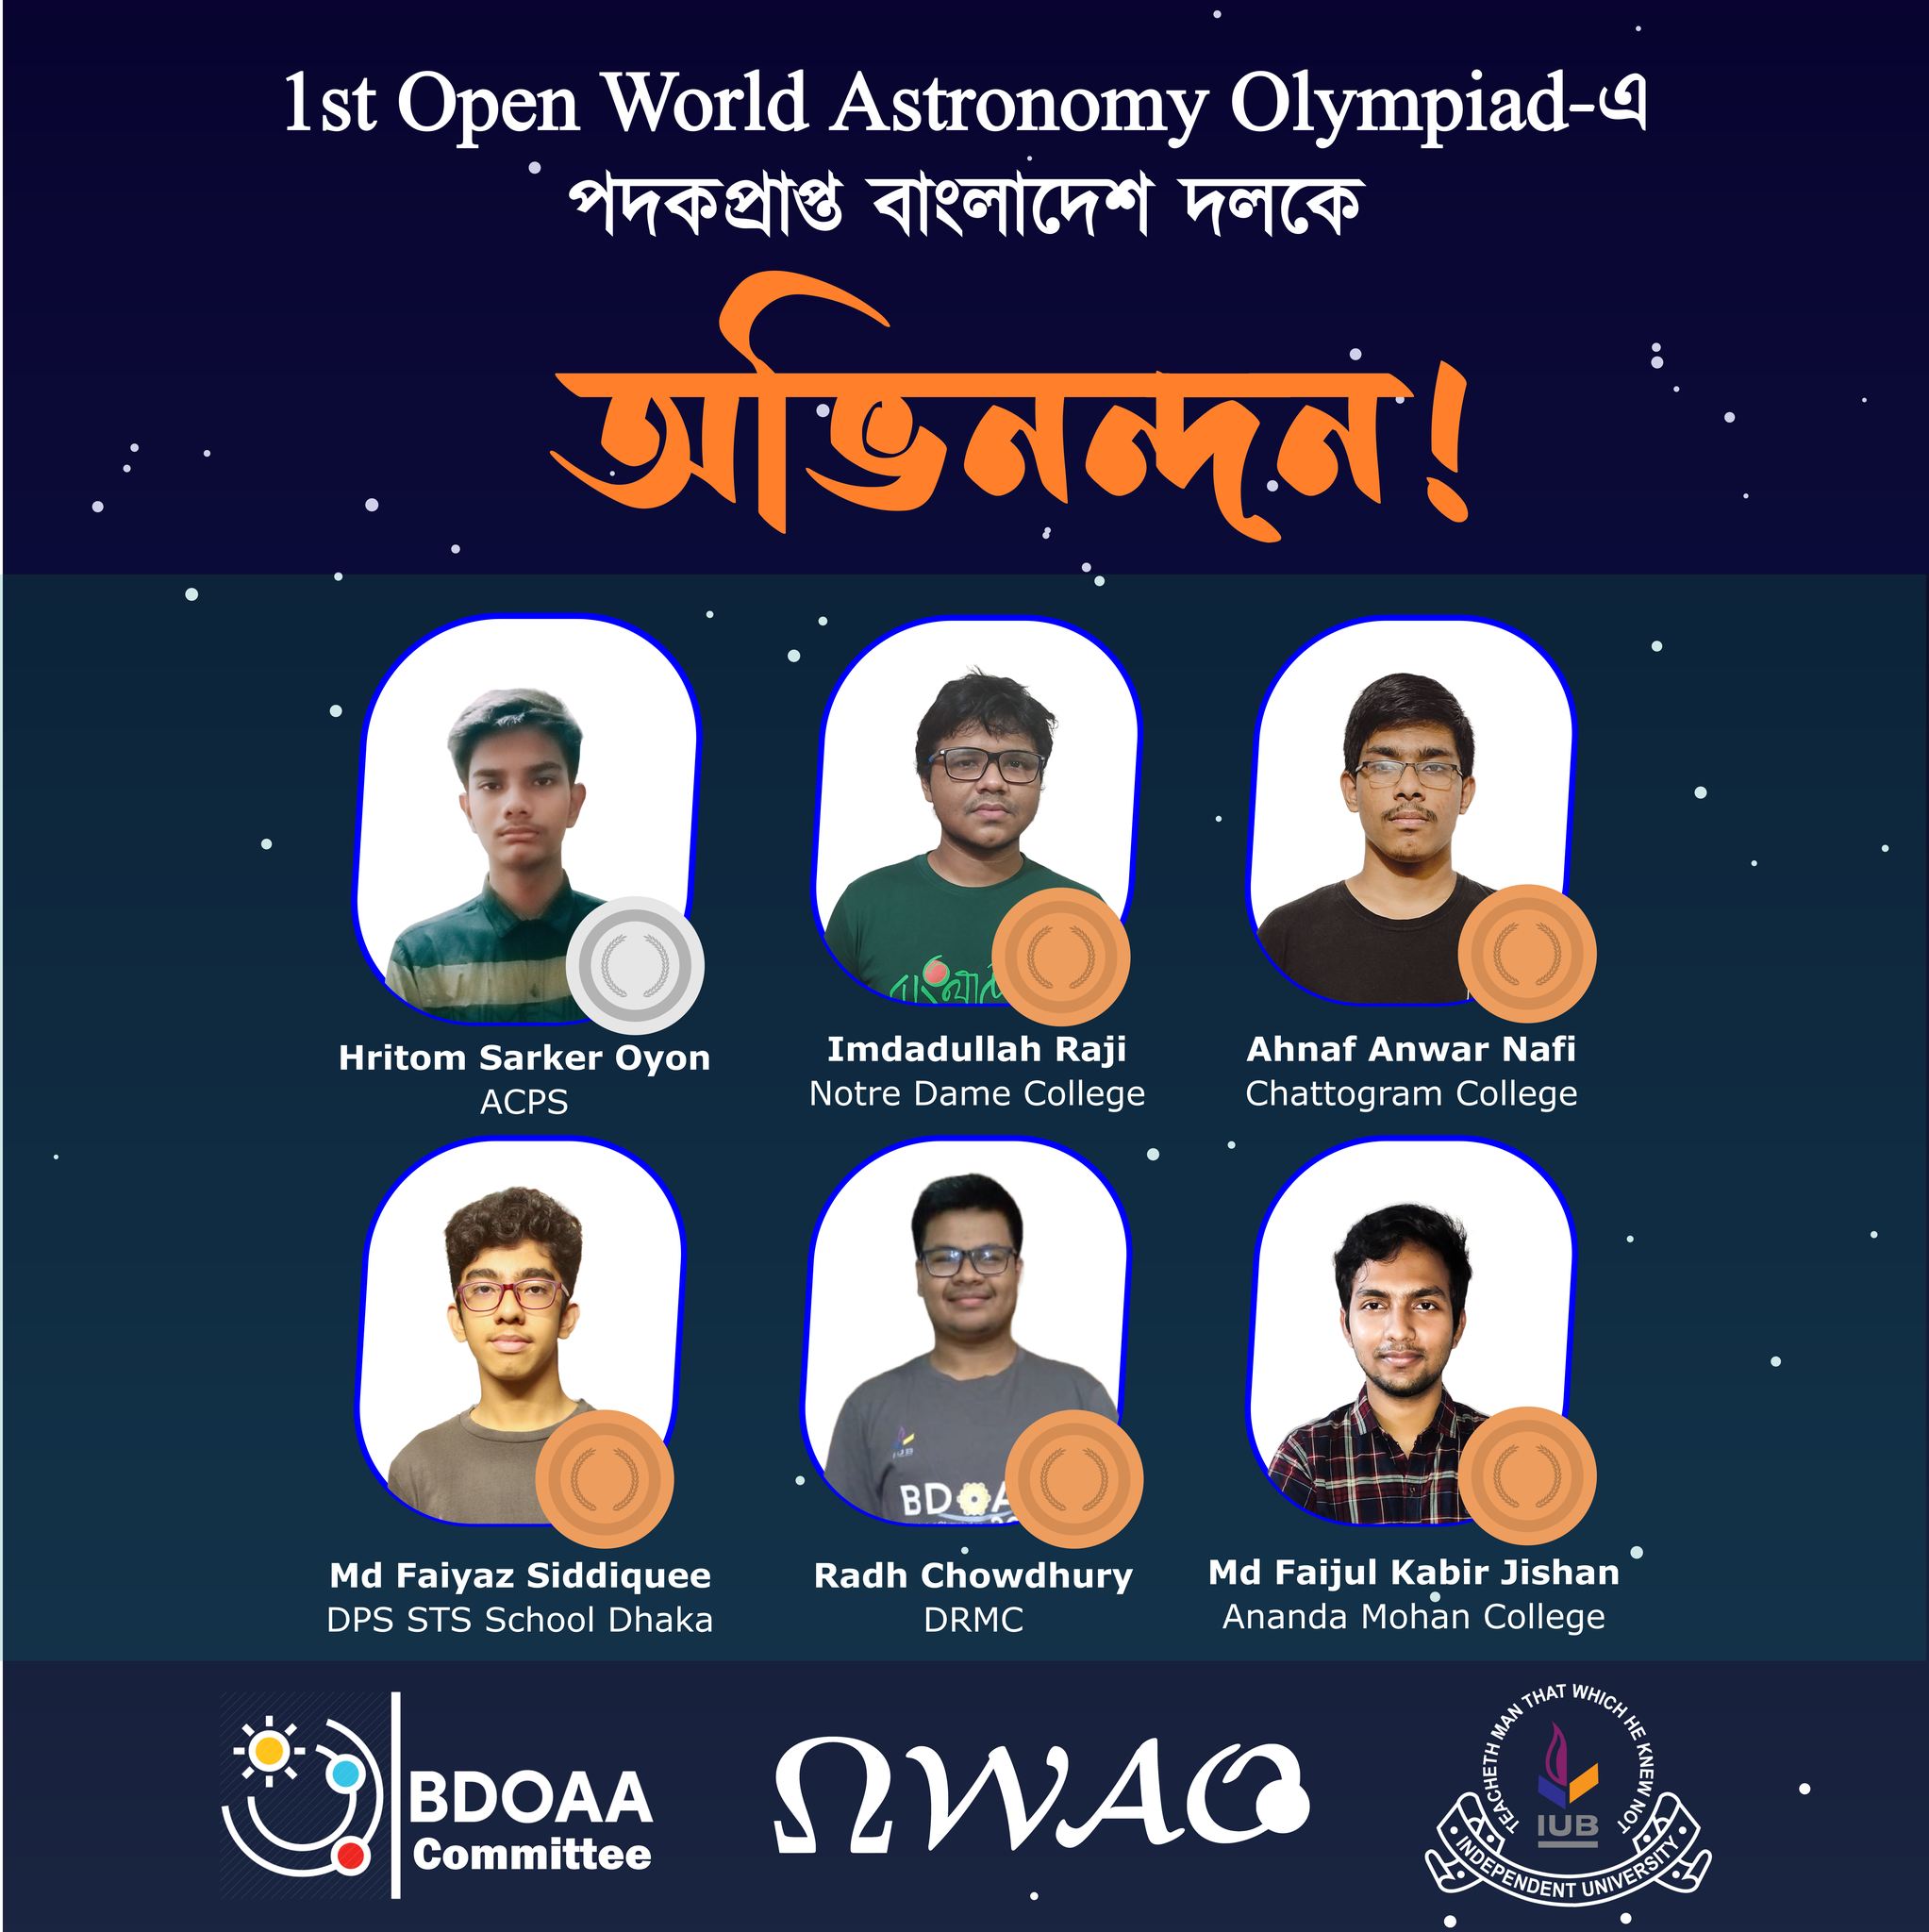 1st Open World Astronomy Olympiad-এ
পদকপ্রাপ্ত বাংলাদেশ দলকে
অভিনন্দন!
Hritom Sarker Oyon
ACPS
Imdadullah Raji
Notre Dame College
Ahnaf Anwar Nafi
Chattogram College
Md Faiyaz Siddiquee
DPS STS School Dhaka
IUB
BDOA
Radh Chowdhury
DRMC
Md Faijul Kabir Jishan
Ananda Mohan College
BDOAA
Committee
ΩWAO
TEACHETH MAN THAT WHICH HE KNEW NOT
IUB
INDEPENDENT UNIVERSITY